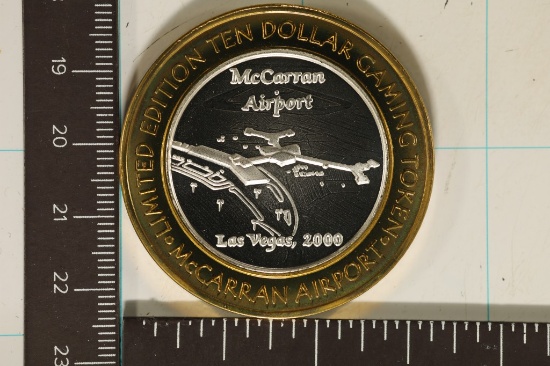 LIMITED EDITION TEN DOLLAR GAMING TOKEN
McCarran
Airport
Las Vegas, 2000
• McCARRAN AIRPORT •
19
20
21
22
23